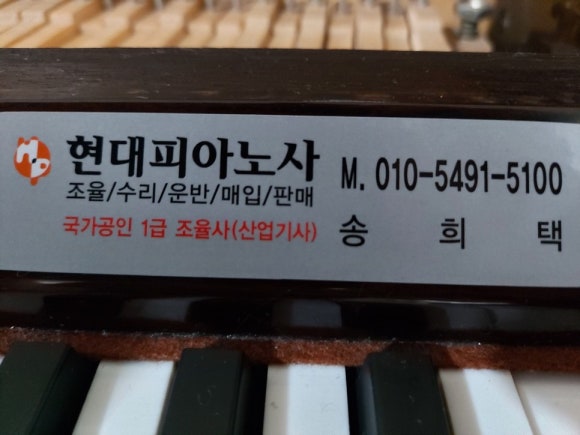 현대피아노사
조율/수리/운반/매입/판매
국가공인 1급 조율사(산업기사)
M. 010-5491-5100
송 희 택